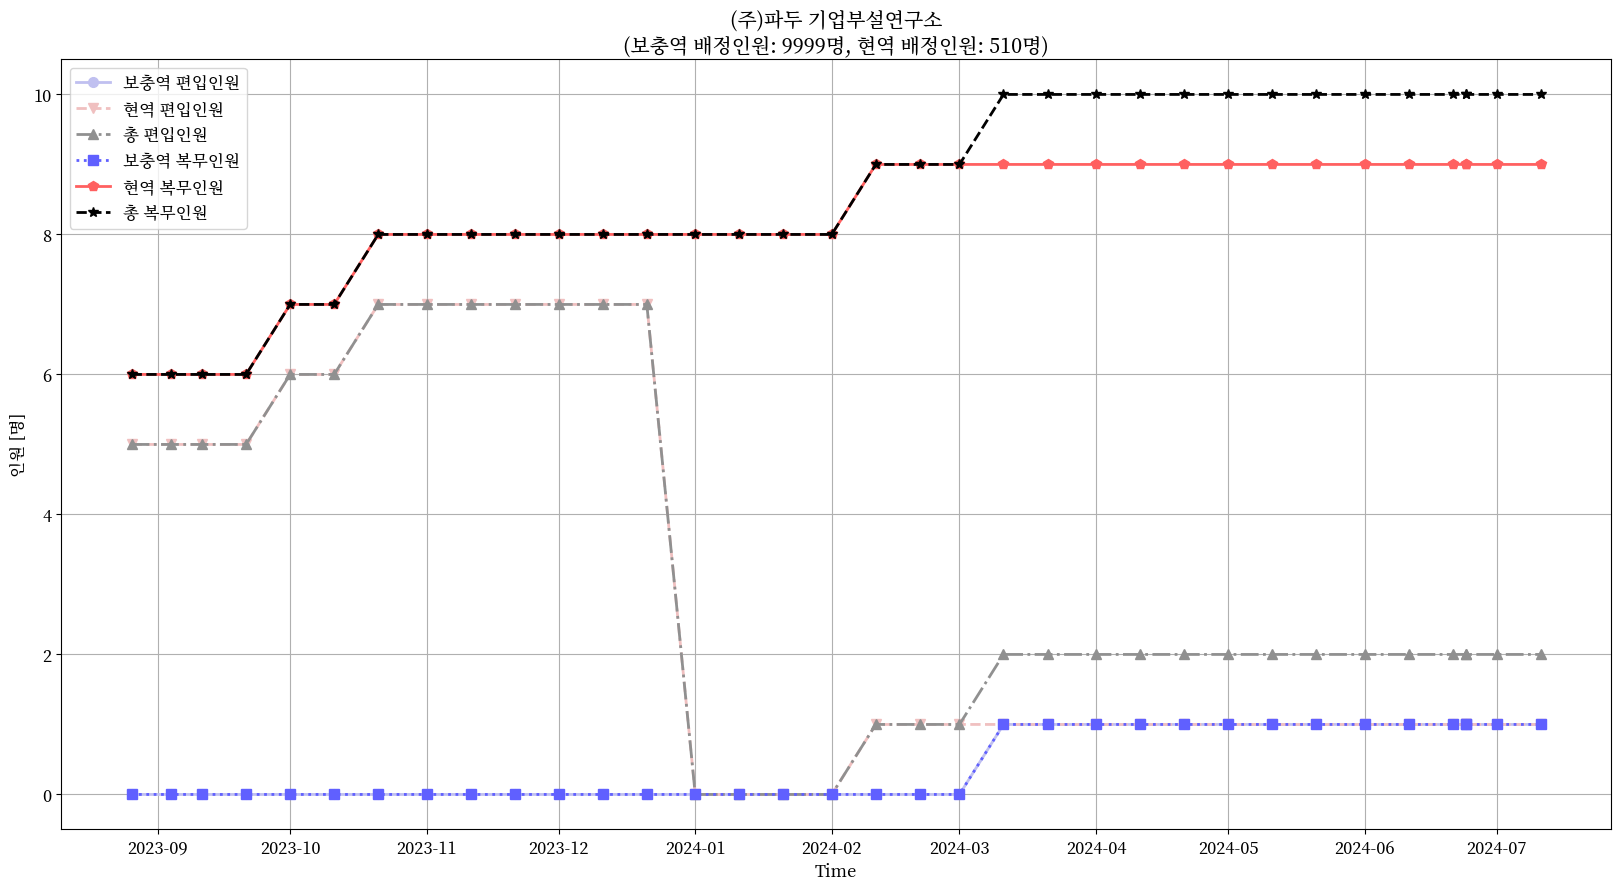 (주)파두 기업부설연구소
(보충역 배정인원: 9999명, 현역 배정인원: 510명)
보충역 편입인원
현역 편입인원
총 편입인원
보충역 복무인원
현역 복무인원
총 복무인원
인원 [명]
10
8
6
4
2
0
2023-09
2023-10
2023-11
2023-12
2024-01
2024-02
2024-03
2024-04
2024-05
2024-06
2024-07
Time